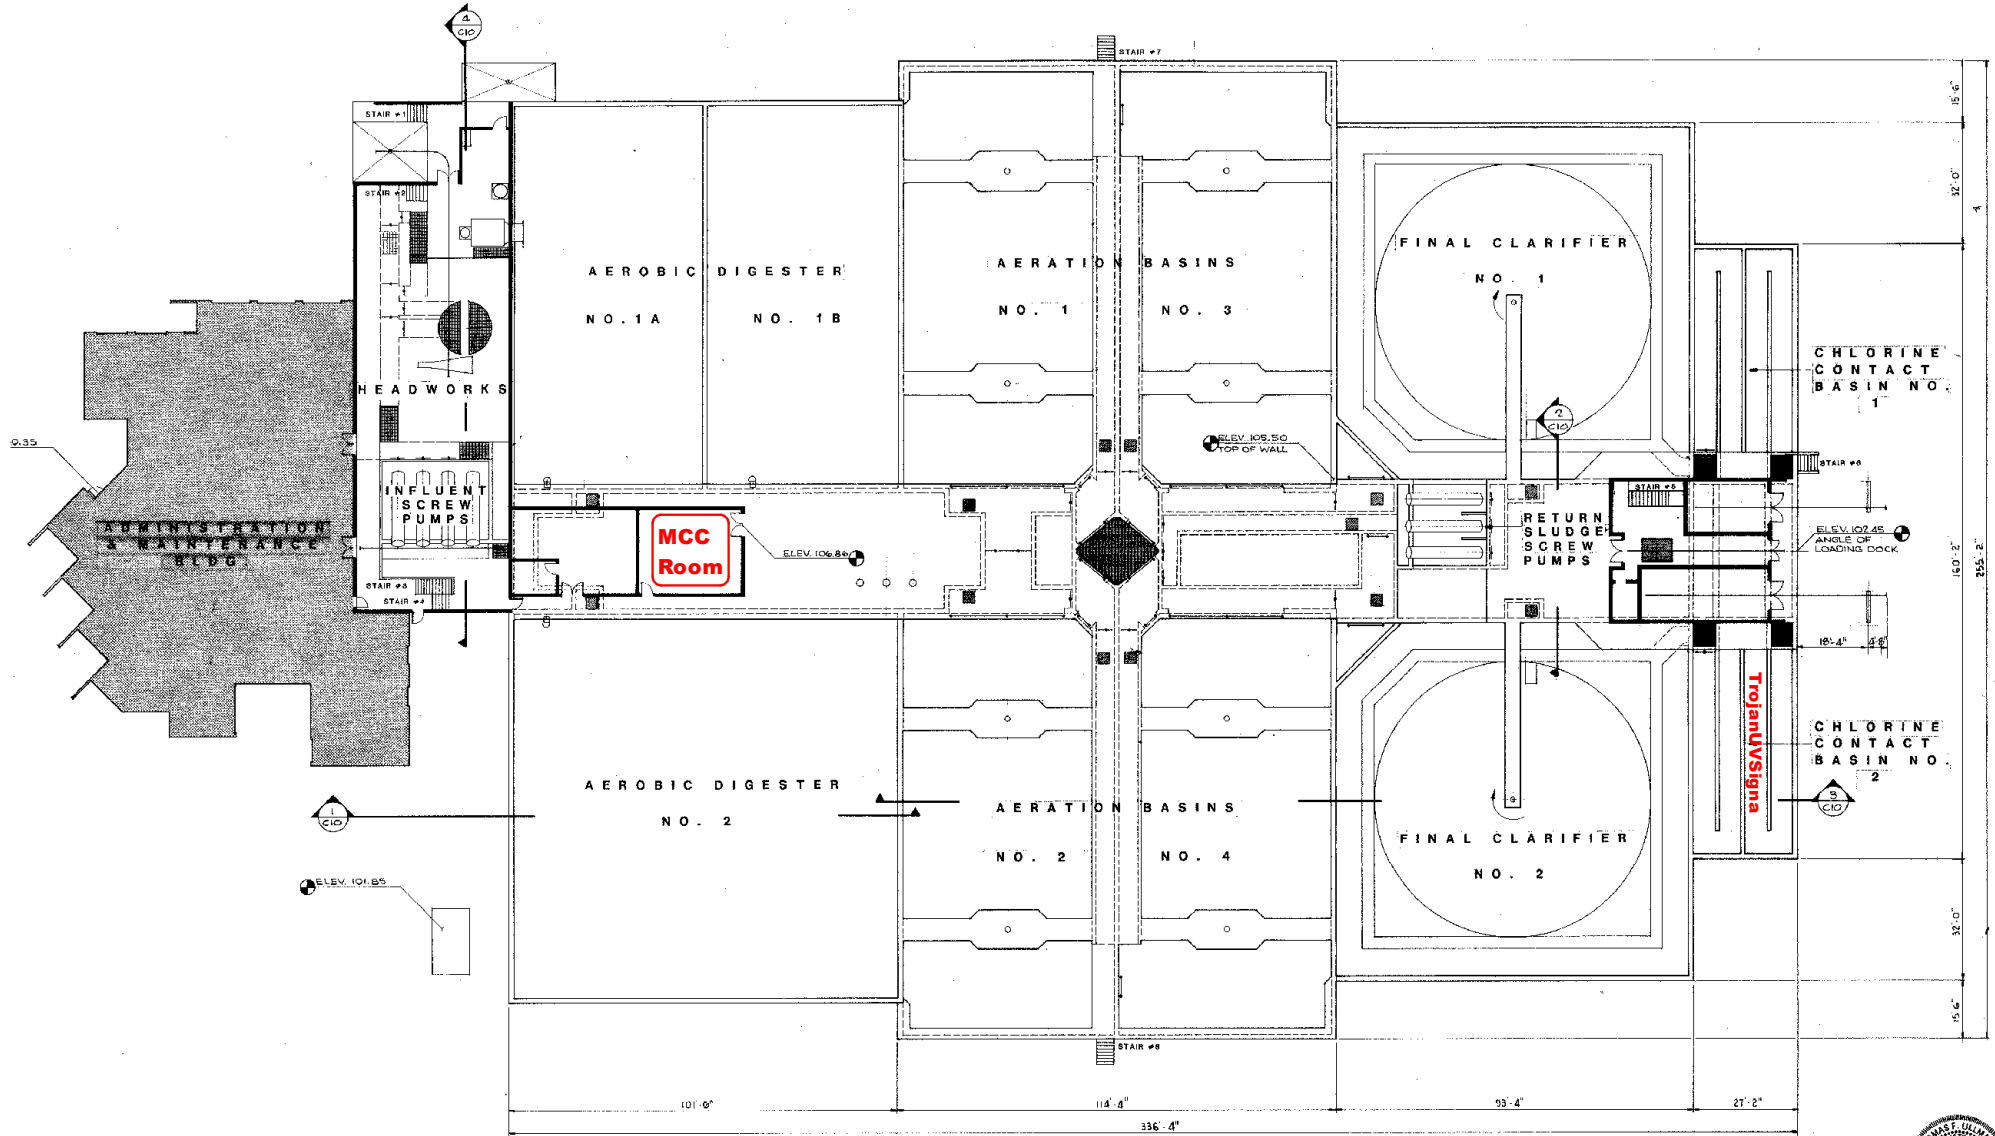 4
C10
STAIR #7
STAIR #1
STAIR #2
15'-6"
32'-0"
FINAL CLARIFIER
NO. 1
AERATION BASINS
NO. 1 NO. 3
AEROBIC DIGESTER
NO. 1A NO. 1B
HEADWORKS
CHLORINE
CONTACT
BASIN NO.
1
2
C10
ELEV. 105.50
TOP OF WALL
STAIR #6
STAIR #5
INFLUENT
SCREW
PUMPS
ADMINISTRATION
& MAINTENANCE
BLDG
MCC
Room
ELEV. 106.86
RETURN
SLUDGE
SCREW
PUMPS
ELEV. 102.45
ANGLE OF
LOADING DOCK
160'-2"
255'-2"
STAIR #3
STAIR #4
18'-4"
TrojanUVSigna
CHLORINE
CONTACT
BASIN NO.
2
3
C10
AEROBIC DIGESTER
NO. 2
1
C10
AERATION BASINS
NO. 2 NO. 4
FINAL CLARIFIER
NO. 2
ELEV. 101.85
32'-0"
15'-6"
STAIR #8
101'-0"
114'-4"
93'-4"
27'-2"
336'-4"